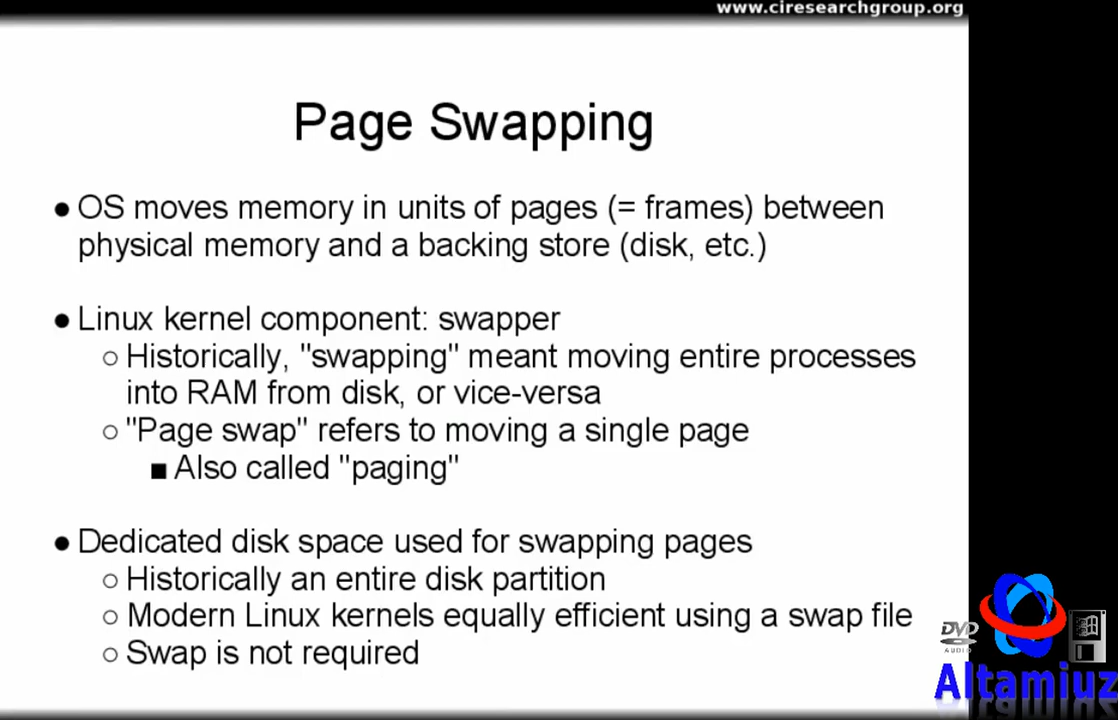 www.ciresearchgroup.org
Page Swapping
● OS moves memory in units of pages (= frames) between
physical memory and a backing store (disk, etc.)
● Linux kernel component: swapper
○ Historically, "swapping" meant moving entire processes
into RAM from disk, or vice-versa
○ "Page swap" refers to moving a single page
■ Also called "paging"
● Dedicated disk space used for swapping pages
○ Historically an entire disk partition
○ Modern Linux kernels equally efficient using a swap file
○ Swap is not required
DVD
AUDIO
Altamiuz